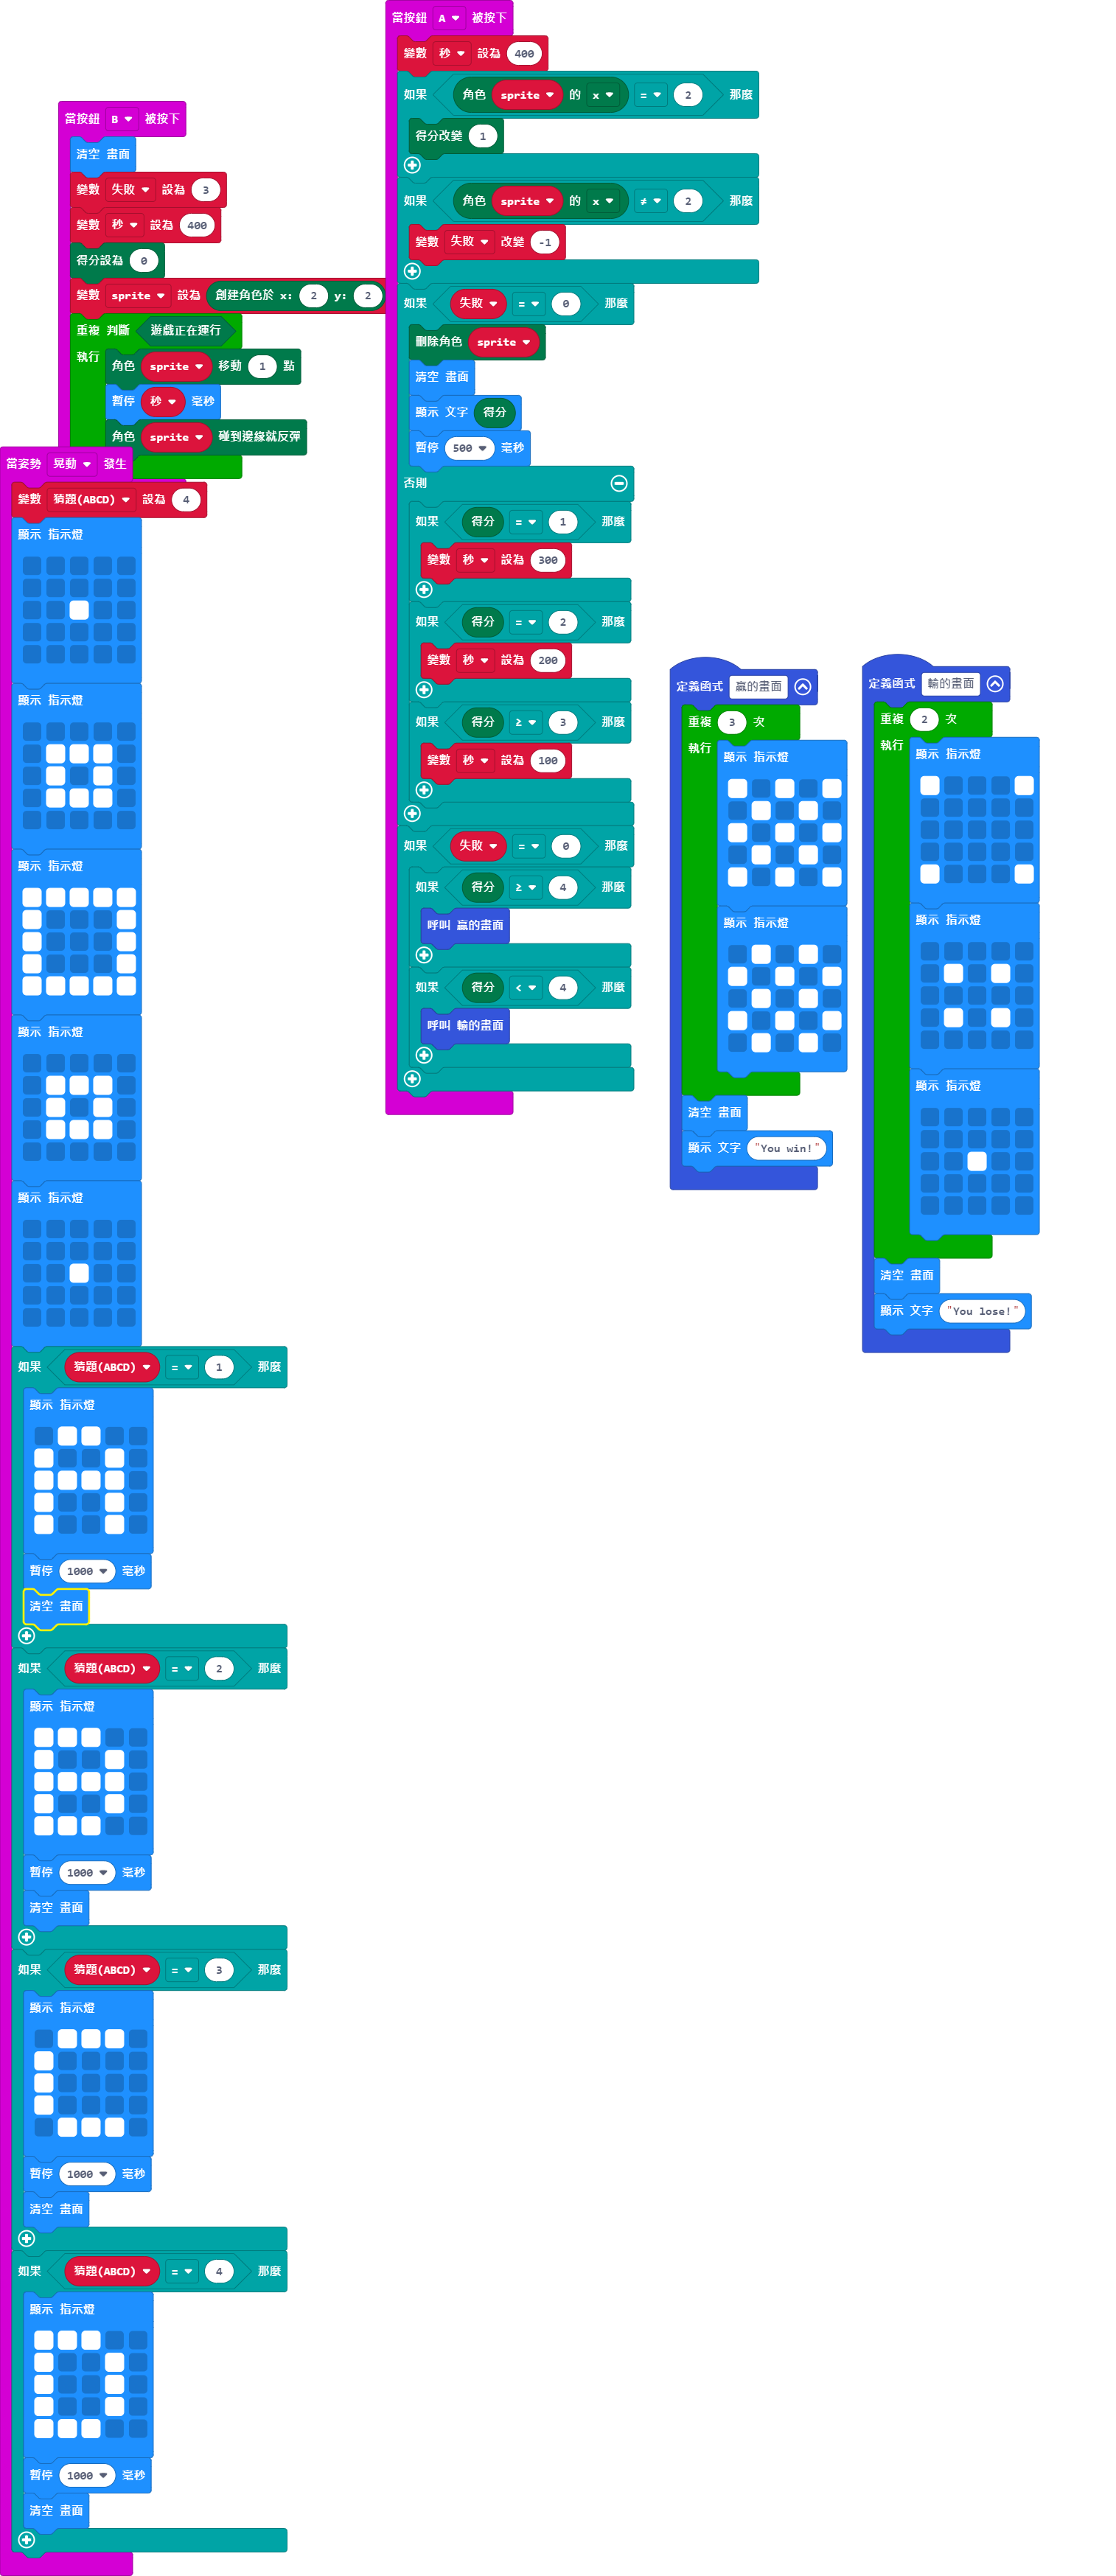 當按鈕 B 被按下
清空 畫面
變數 失敗 設為 3
變數 秒 設為 400
得分設為 0
變數 sprite 設為 創建角色於 x: 2 y: 2
重複 判斷 遊戲正在運行
執行
角色 sprite 移動 1 點
暫停 秒 毫秒
角色 sprite 碰到邊緣就反彈
當姿勢 晃動 發生
變數 猜題(ABCD) 設為 4
顯示 指示燈
顯示 指示燈
顯示 指示燈
顯示 指示燈
顯示 指示燈
如果 猜題(ABCD) = 1 那麼
顯示 指示燈
暫停 1000 毫秒
清空 畫面
如果 猜題(ABCD) = 2 那麼
顯示 指示燈
暫停 1000 毫秒
清空 畫面
如果 猜題(ABCD) = 3 那麼
顯示 指示燈
暫停 1000 毫秒
清空 畫面
如果 猜題(ABCD) = 4 那麼
顯示 指示燈
暫停 1000 毫秒
清空 畫面
當按鈕 A 被按下
變數 秒 設為 400
如果 角色 sprite 的 x = 2 那麼
得分改變 1
如果 角色 sprite 的 x ≠ 2 那麼
變數 失敗 改變 -1
如果 失敗 = 0 那麼
刪除角色 sprite
清空 畫面
顯示 文字 得分
暫停 500 毫秒
否則
如果 得分 = 1 那麼
變數 秒 設為 300
如果 得分 = 2 那麼
變數 秒 設為 200
如果 得分 ≥ 3 那麼
變數 秒 設為 100
如果 失敗 = 0 那麼
如果 得分 ≥ 4 那麼
呼叫 贏的畫面
如果 得分 < 4 那麼
呼叫 輸的畫面
定義函式 贏的畫面
重複 3 次
執行
顯示 指示燈
顯示 指示燈
清空 畫面
顯示 文字 "You win!"
定義函式 輸的畫面
重複 2 次
執行
顯示 指示燈
顯示 指示燈
顯示 指示燈
清空 畫面
顯示 文字 "You lose!"